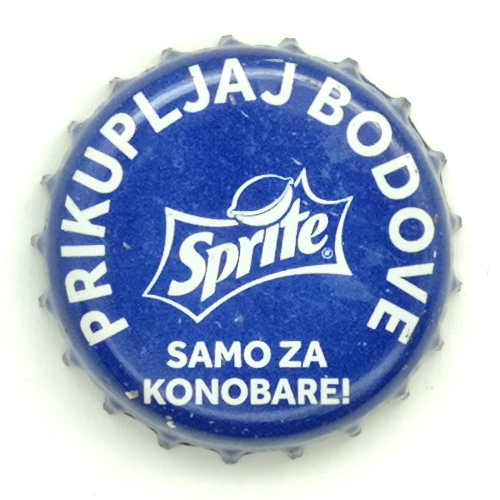 PRIKUPLJAJ BODOVE
Sprite®
SAMO ZA
KONOBARE!